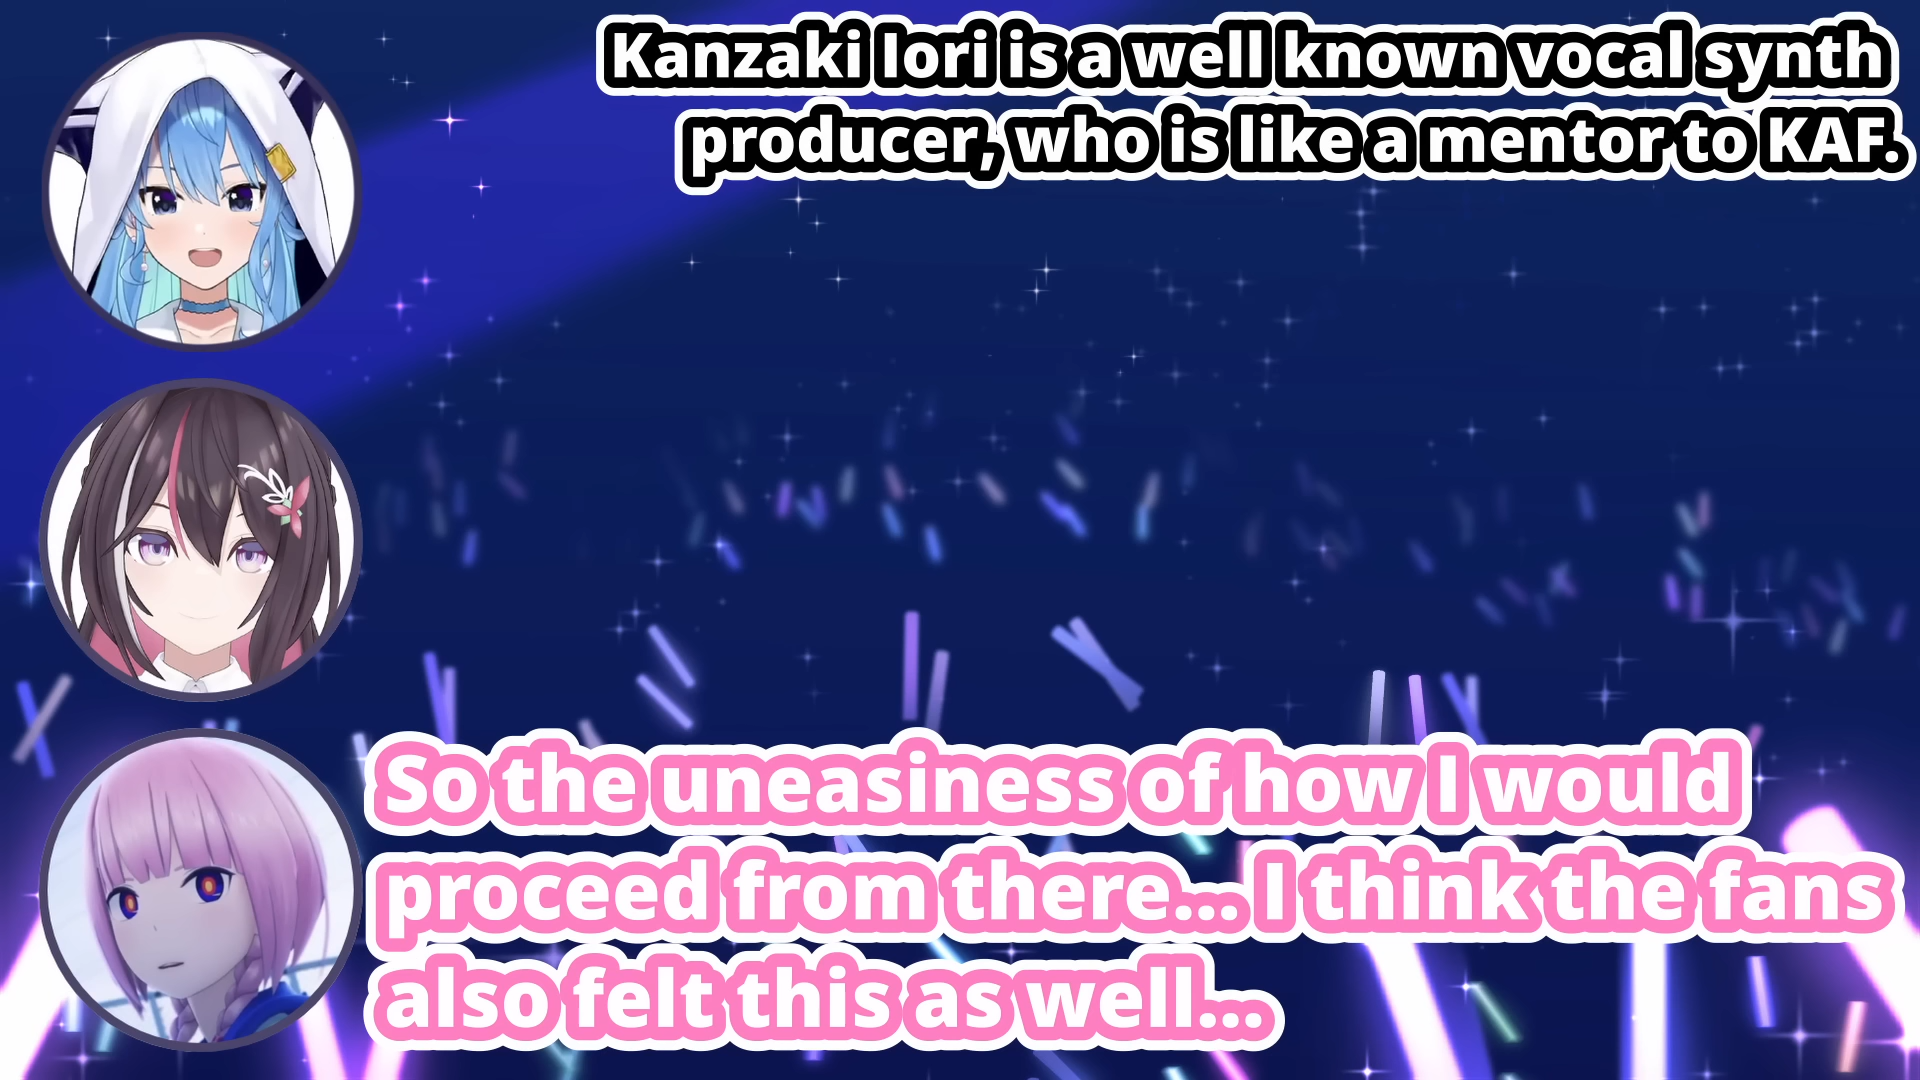 Kanzaki Iori is a well known vocal synth
producer, who is like a mentor to KAF.
So the uneasiness of how I would
proceed from there... I think the fans
also felt this as well...